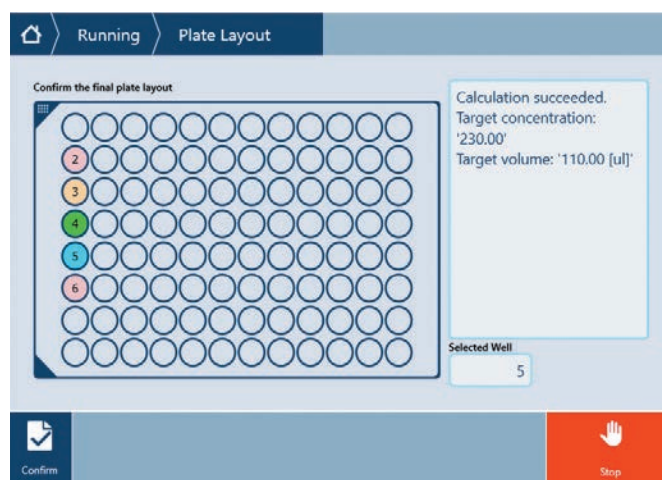 Running
Plate Layout
Confirm the final plate layout
2
3
4
5
6
Calculation succeeded.
Target concentration:
'230.00'
Target volume: '110.00 [ul]'
Selected Well
5
Confirm
Stop